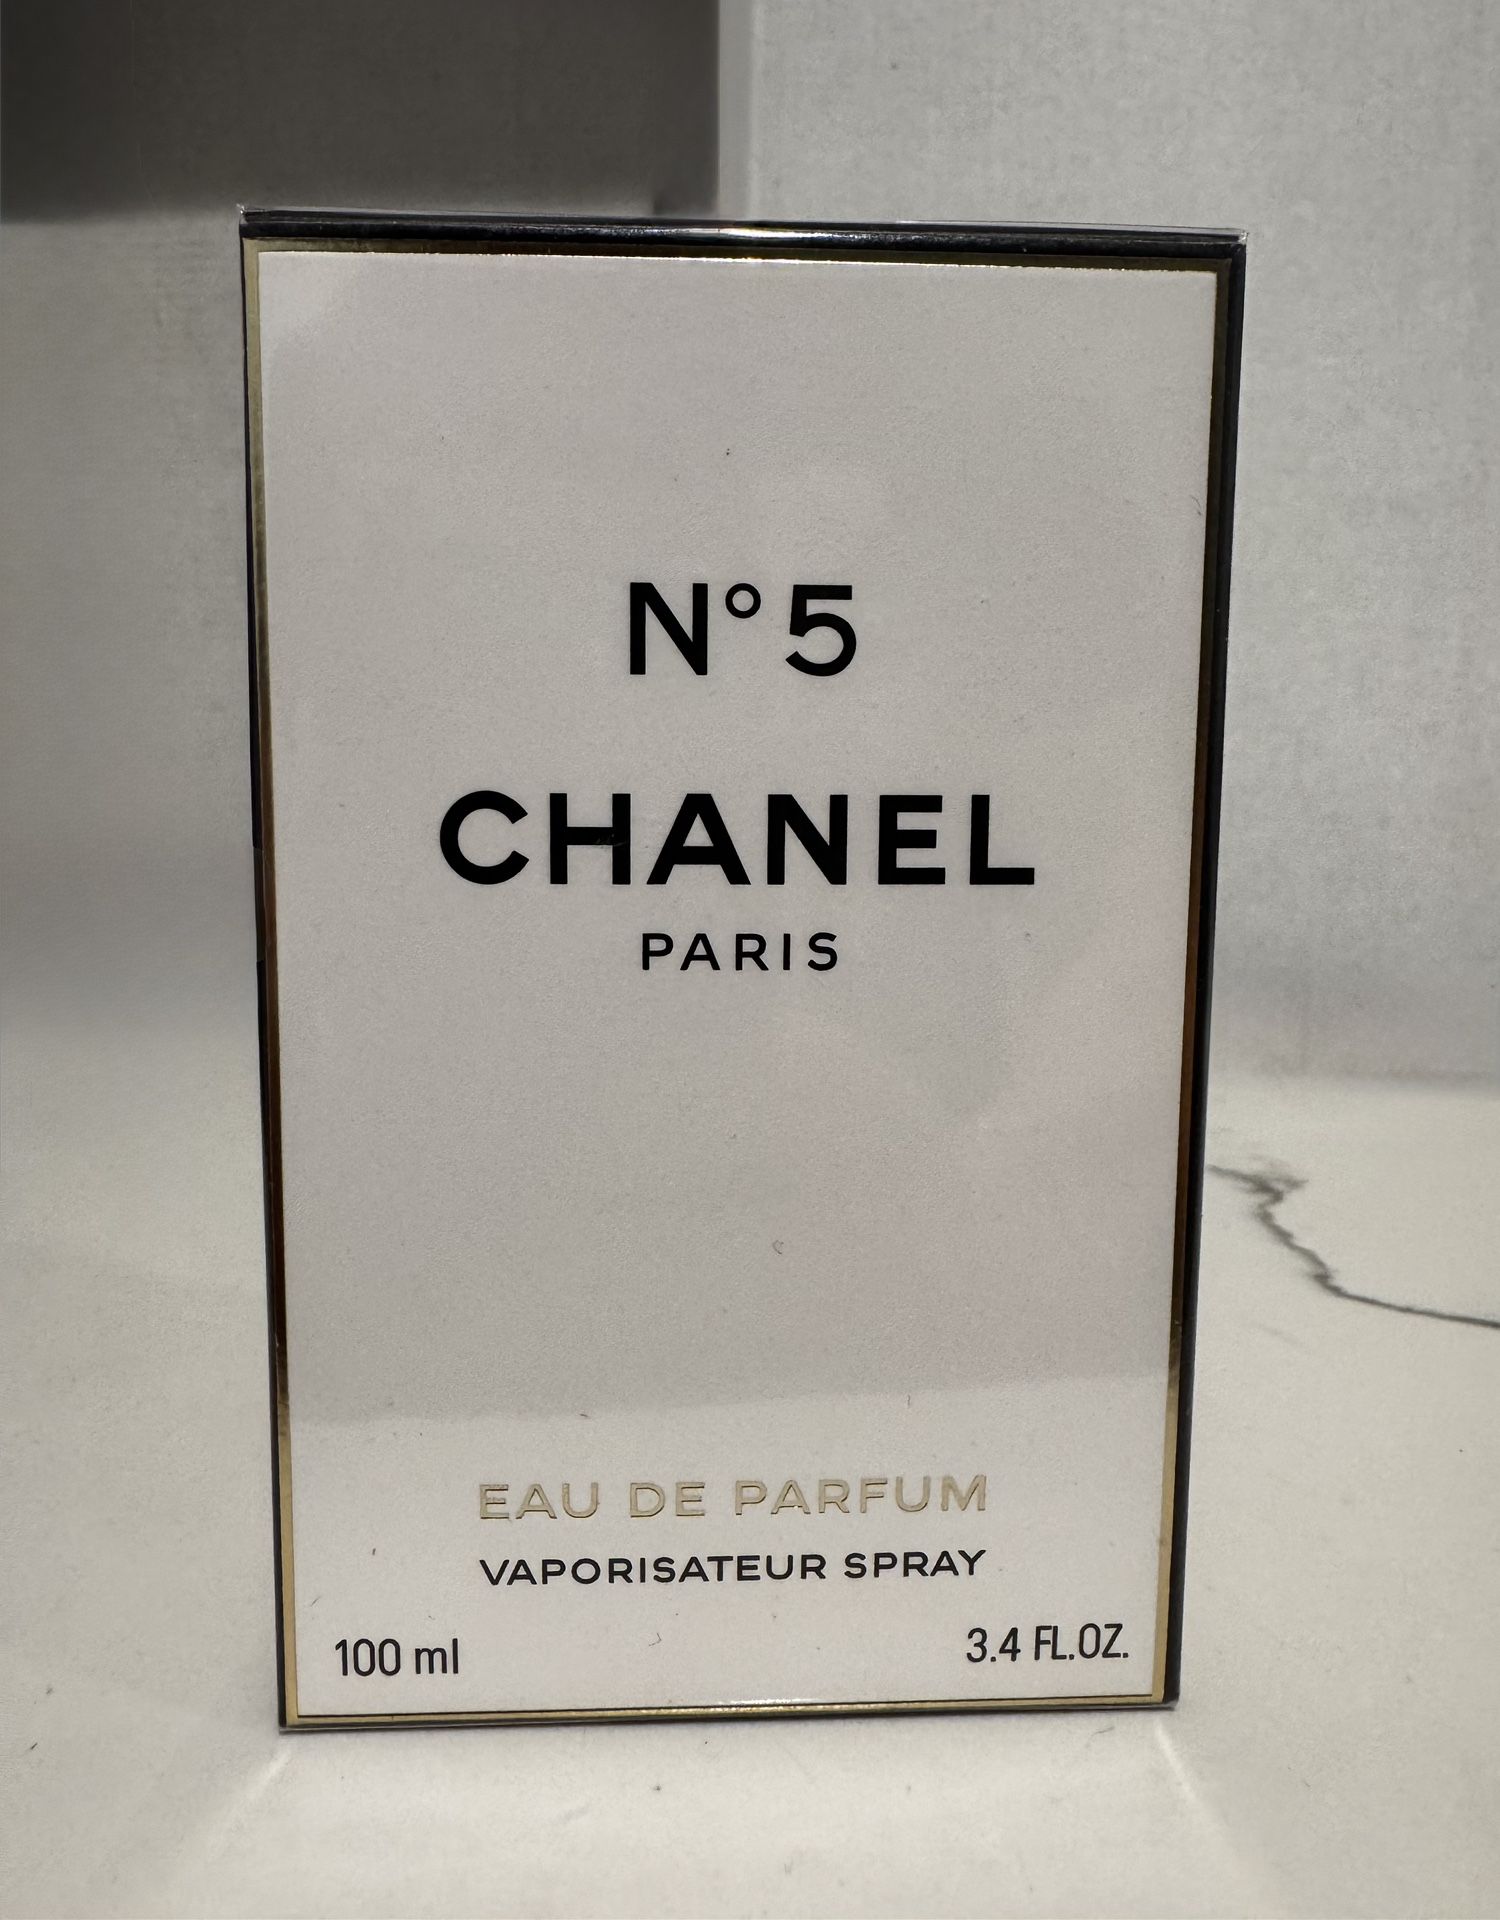 N°5
CHANEL
PARIS
EAU DE PARFUM
VAPORISATEUR SPRAY
100 ml 3.4 FL.OZ.